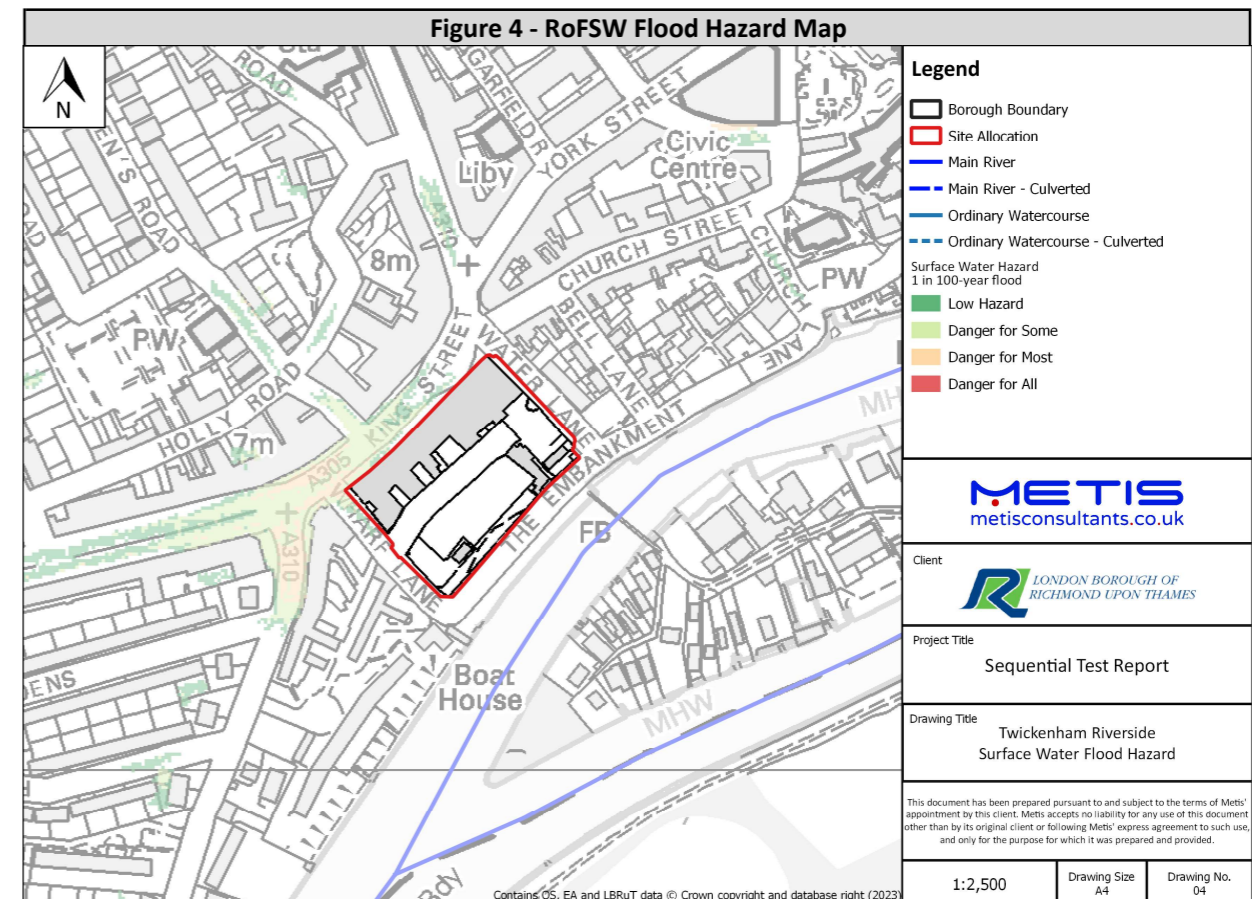 Figure 4 - RoFSW Flood Hazard Map
N
Sta
ROAD
GARFIELD R
YORK STREET
Civic
Centre
Liby
EN'S ROAD
A310
8m
CHURCH STREET
CHURCH LANE
PW
BELL LANE
WATER LANE
PW
KING STREET
HOLLY ROAD
7m
A305
THE EMBANKMENT
MH
FB
WHARF LANE
A310
Boat
House
MHW
DENS
Bdy
Contains OS, EA and LBRuT data © Crown copyright and database right (2023)
Legend
Borough Boundary
Site Allocation
Main River
Main River - Culverted
Ordinary Watercourse
Ordinary Watercourse - Culverted
Surface Water Hazard
1 in 100-year flood
Low Hazard
Danger for Some
Danger for Most
Danger for All
METIS
metisconsultants.co.uk
Client
LONDON BOROUGH OF
RICHMOND UPON THAMES
Project Title
Sequential Test Report
Drawing Title
Twickenham Riverside
Surface Water Flood Hazard
This document has been prepared pursuant to and subject to the terms of Metis'
appointment by this client. Metis accepts no liability for any use of this document
other than by its original client or following Metis' express agreement to such use,
and only for the purpose for which it was prepared and provided.
1:2,500
Drawing Size
A4
Drawing No.
04